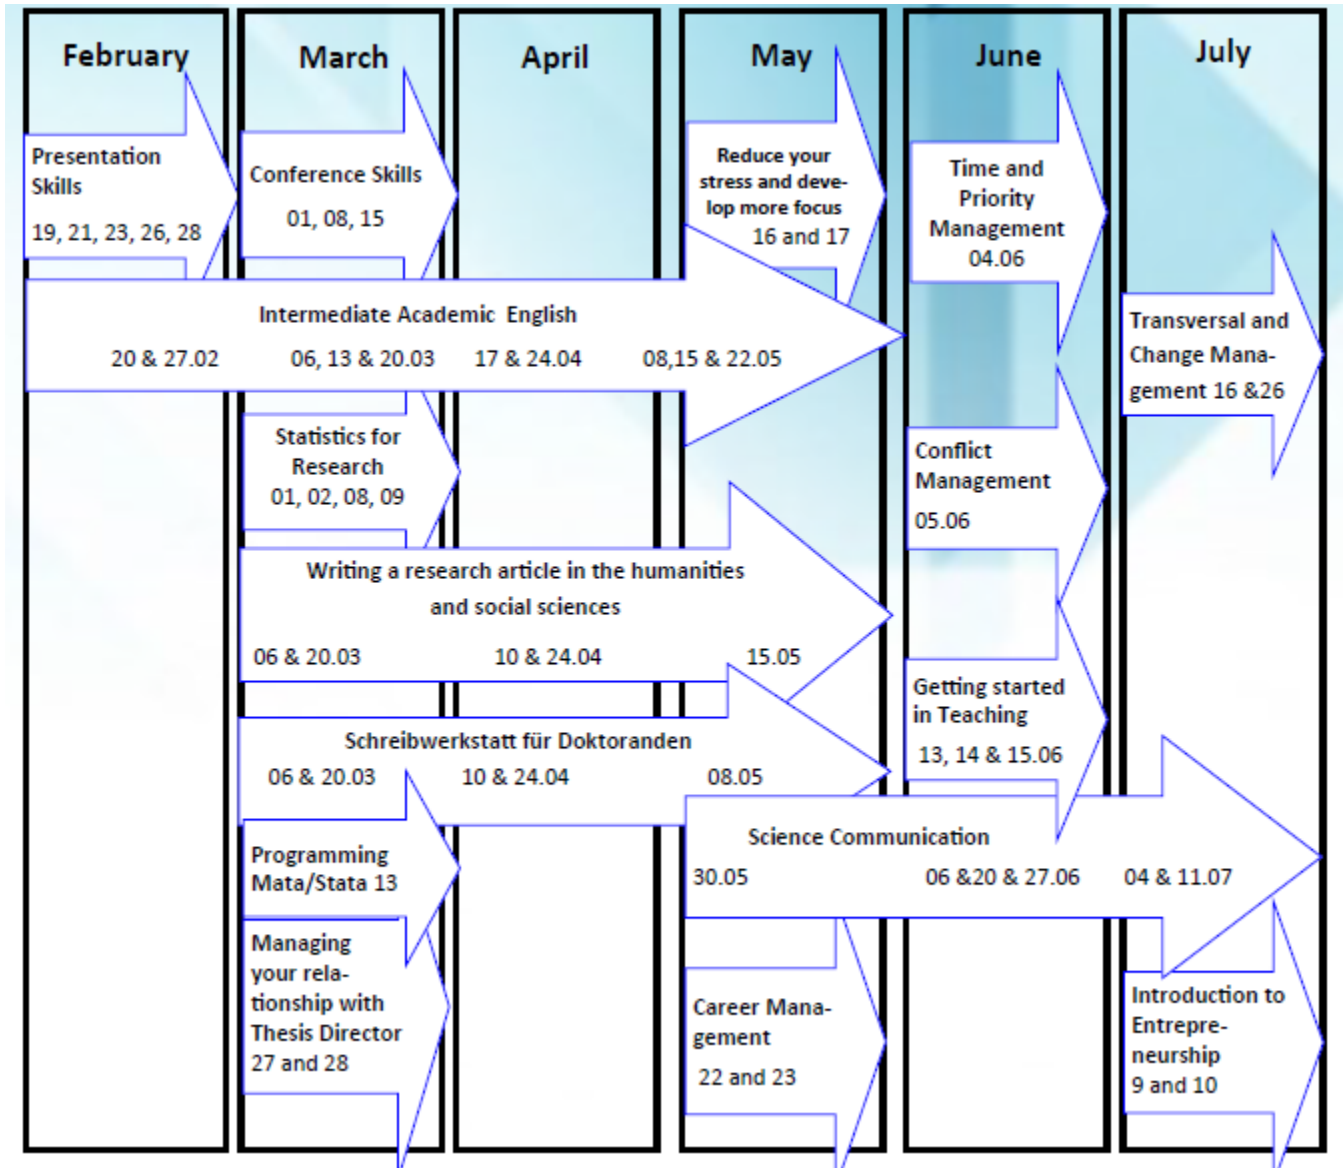 February
March
April
May
June
July
Presentation
Skills
19, 21, 23, 26, 28
Conference Skills
01, 08, 15
Reduce your
stress and deve-
lop more focus
16 and 17
Time and
Priority
Management
04.06
Intermediate Academic English
20 & 27.02
06, 13 & 20.03
17 & 24.04
08,15 & 22.05
Transversal and
Change Mana-
gement 16 &26
Statistics for
Research
01, 02, 08, 09
Conflict
Management
05.06
Writing a research article in the humanities
and social sciences
06 & 20.03
10 & 24.04
15.05
Getting started
in Teaching
13, 14 & 15.06
Schreibwerkstatt für Doktoranden
06 & 20.03
10 & 24.04
08.05
Science Communication
30.05
06 &20 & 27.06
04 & 11.07
Programming
Mata/Stata 13
Managing
your rela-
tionship with
Thesis Director
27 and 28
Career Mana-
gement
22 and 23
Introduction to
Entrepre-
neurship
9 and 10